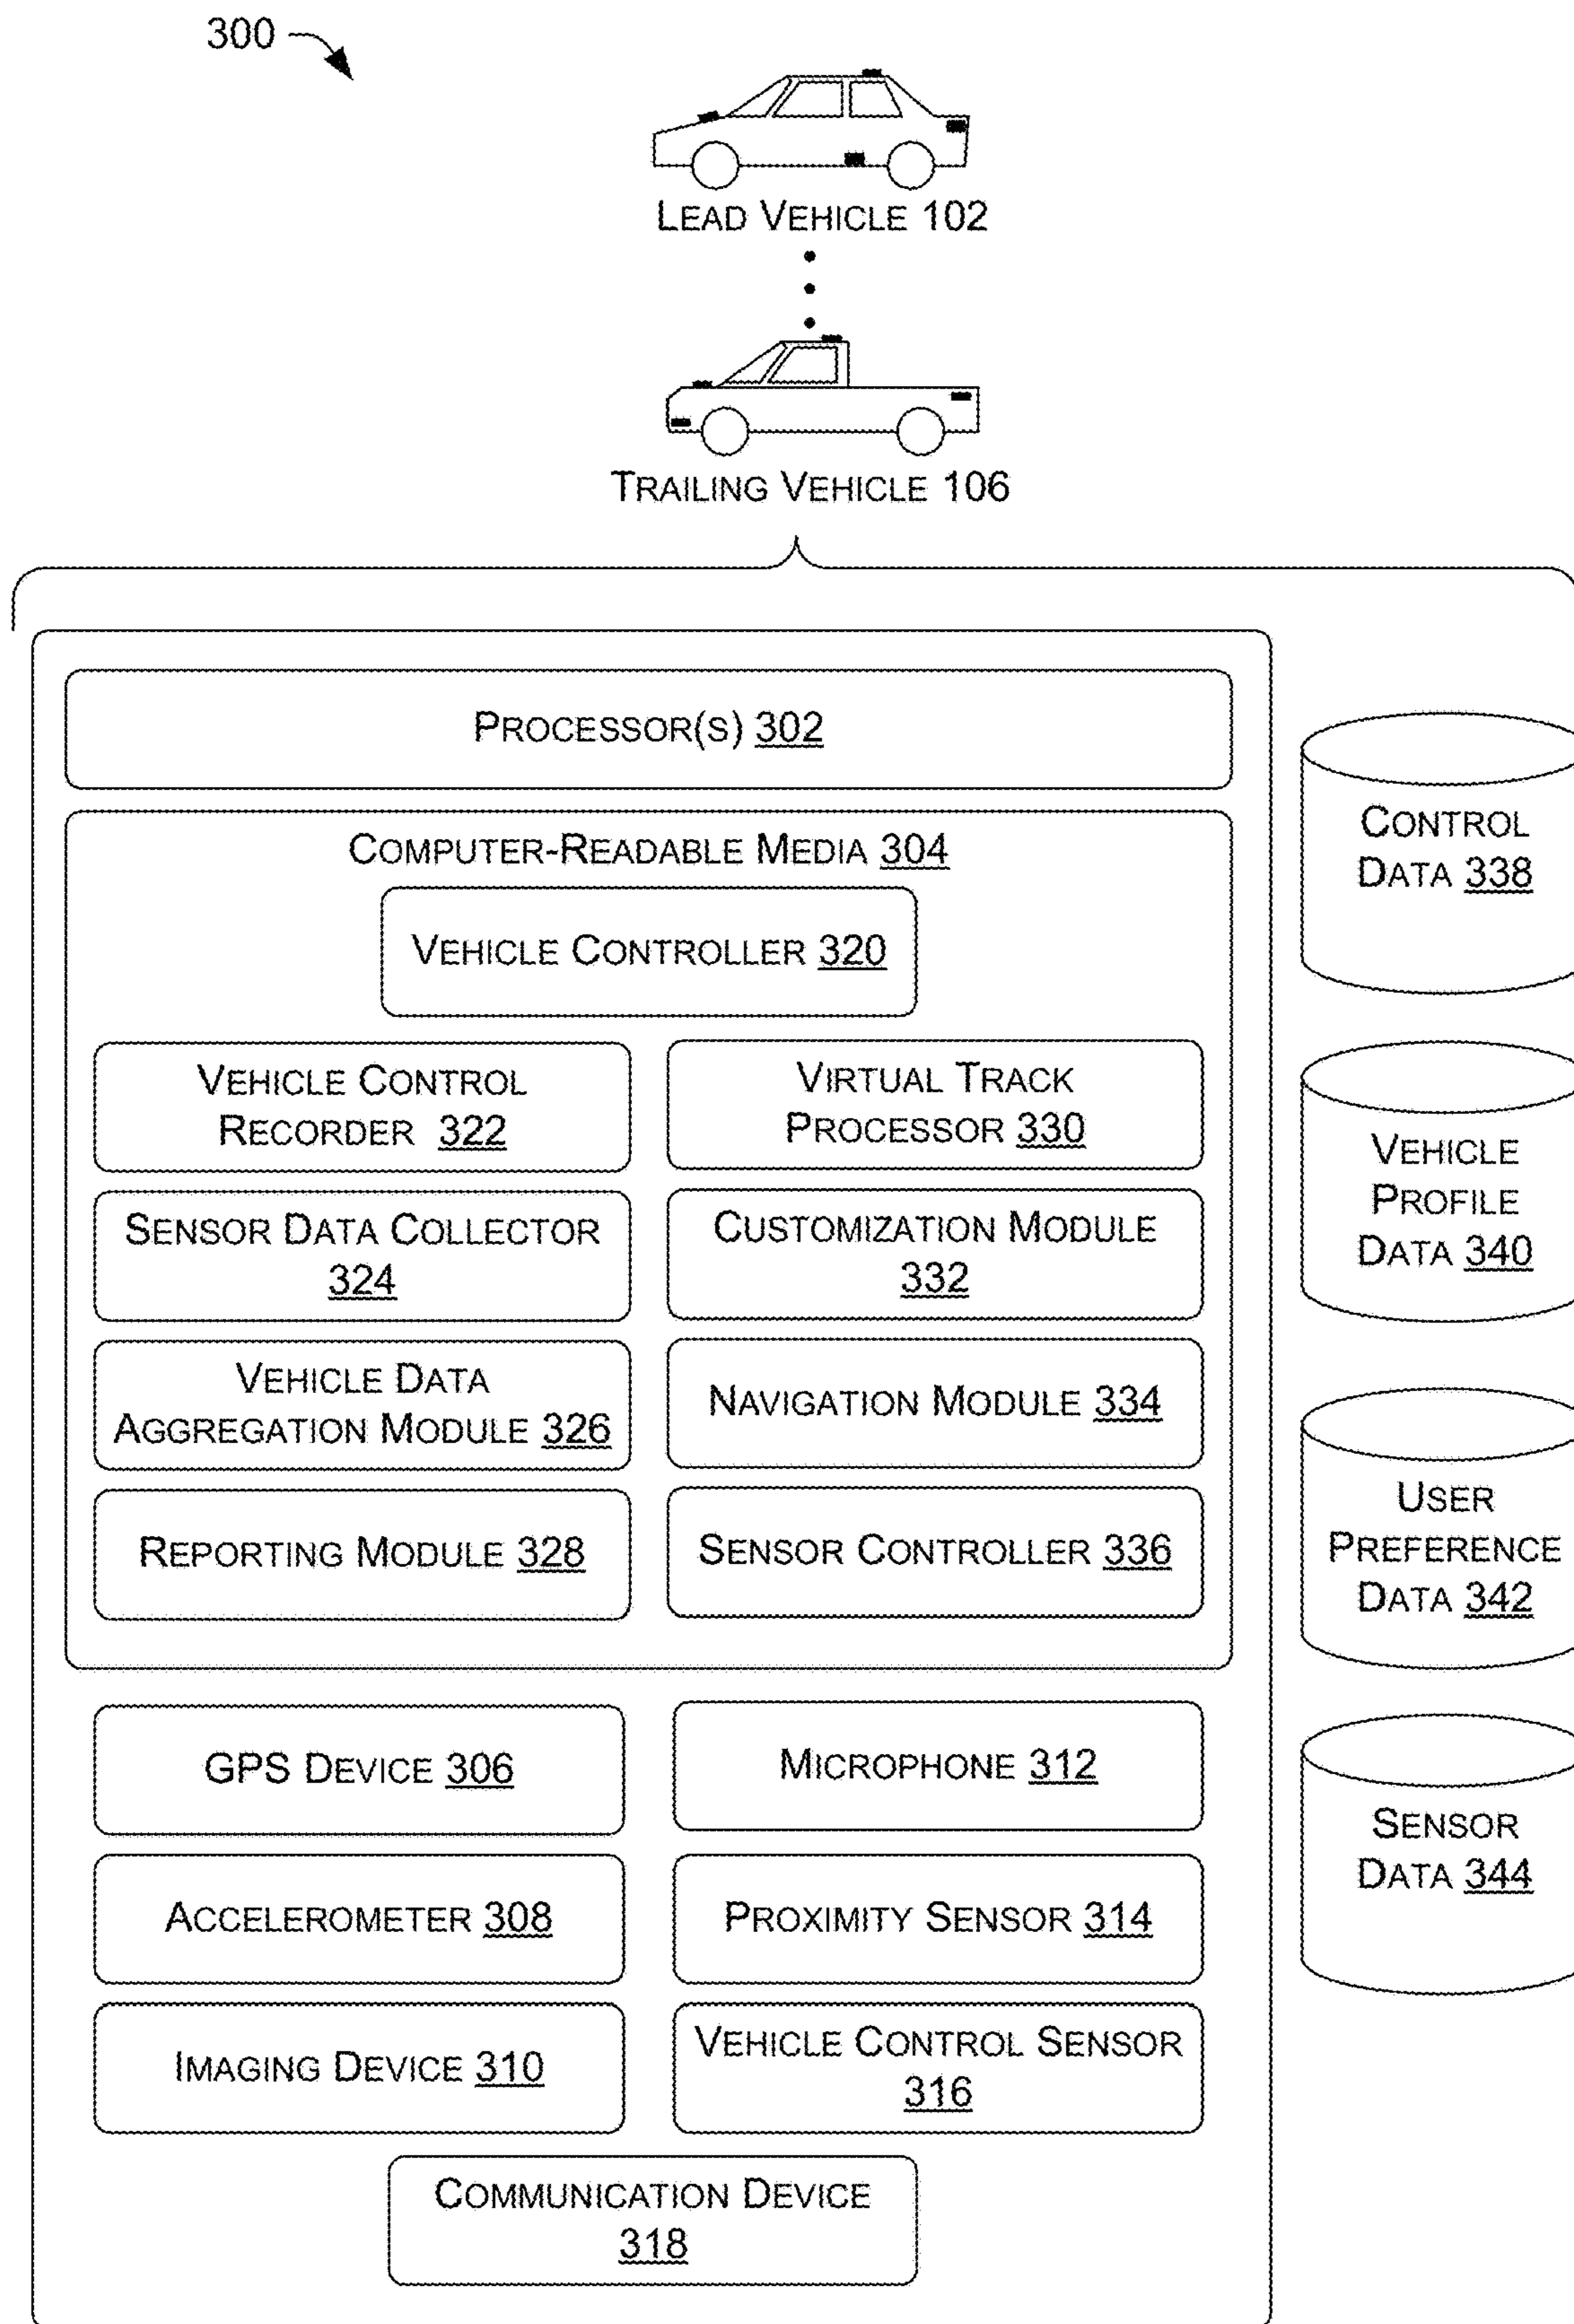 300
LEAD VEHICLE 102
TRAILING VEHICLE 106
PROCESSOR(S) 302
COMPUTER-READABLE MEDIA 304
VEHICLE CONTROLLER 320
VEHICLE CONTROL
RECORDER 322
VIRTUAL TRACK
PROCESSOR 330
SENSOR DATA COLLECTOR
324
CUSTOMIZATION MODULE
332
VEHICLE DATA
AGGREGATION MODULE 326
NAVIGATION MODULE 334
REPORTING MODULE 328
SENSOR CONTROLLER 336
GPS DEVICE 306
MICROPHONE 312
ACCELEROMETER 308
PROXIMITY SENSOR 314
IMAGING DEVICE 310
VEHICLE CONTROL SENSOR
316
COMMUNICATION DEVICE
318
CONTROL
DATA 338
VEHICLE
PROFILE
DATA 340
USER
PREFERENCE
DATA 342
SENSOR
DATA 344